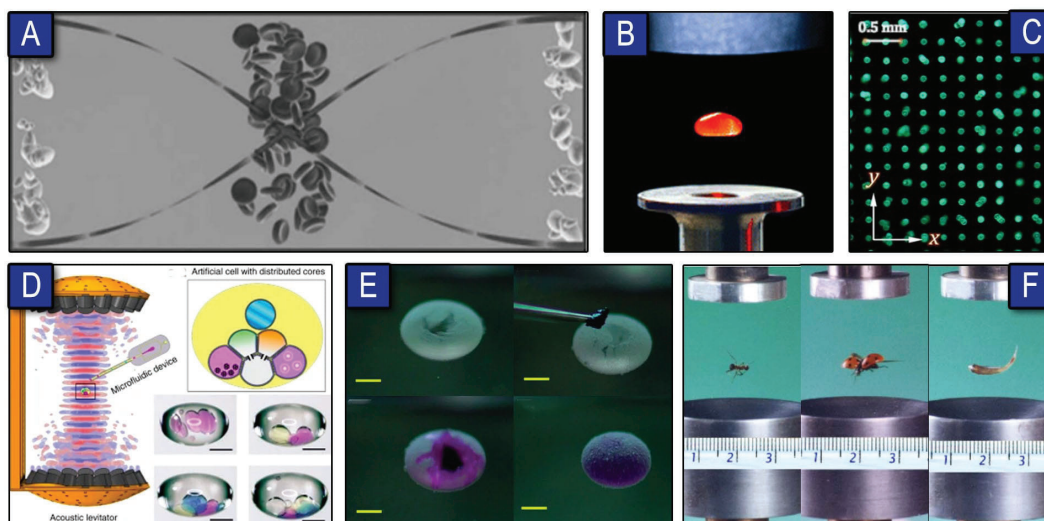 A
B
C
0.5 mm
y
x
D
Artificial cell with distributed cores
Microfluidic device
Acoustic levitator
E
F
1 2 3
1 2 3
1 2 3